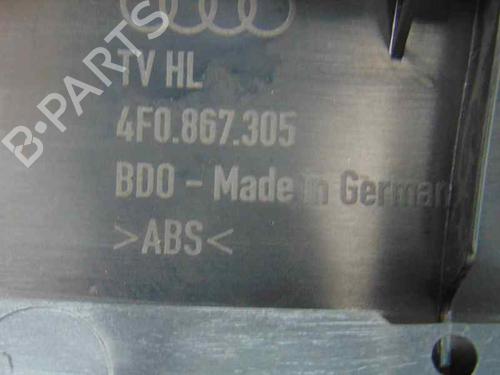 B-PARTS
TV HL
4F0.867.305
BDO - Made in German
>ABS<